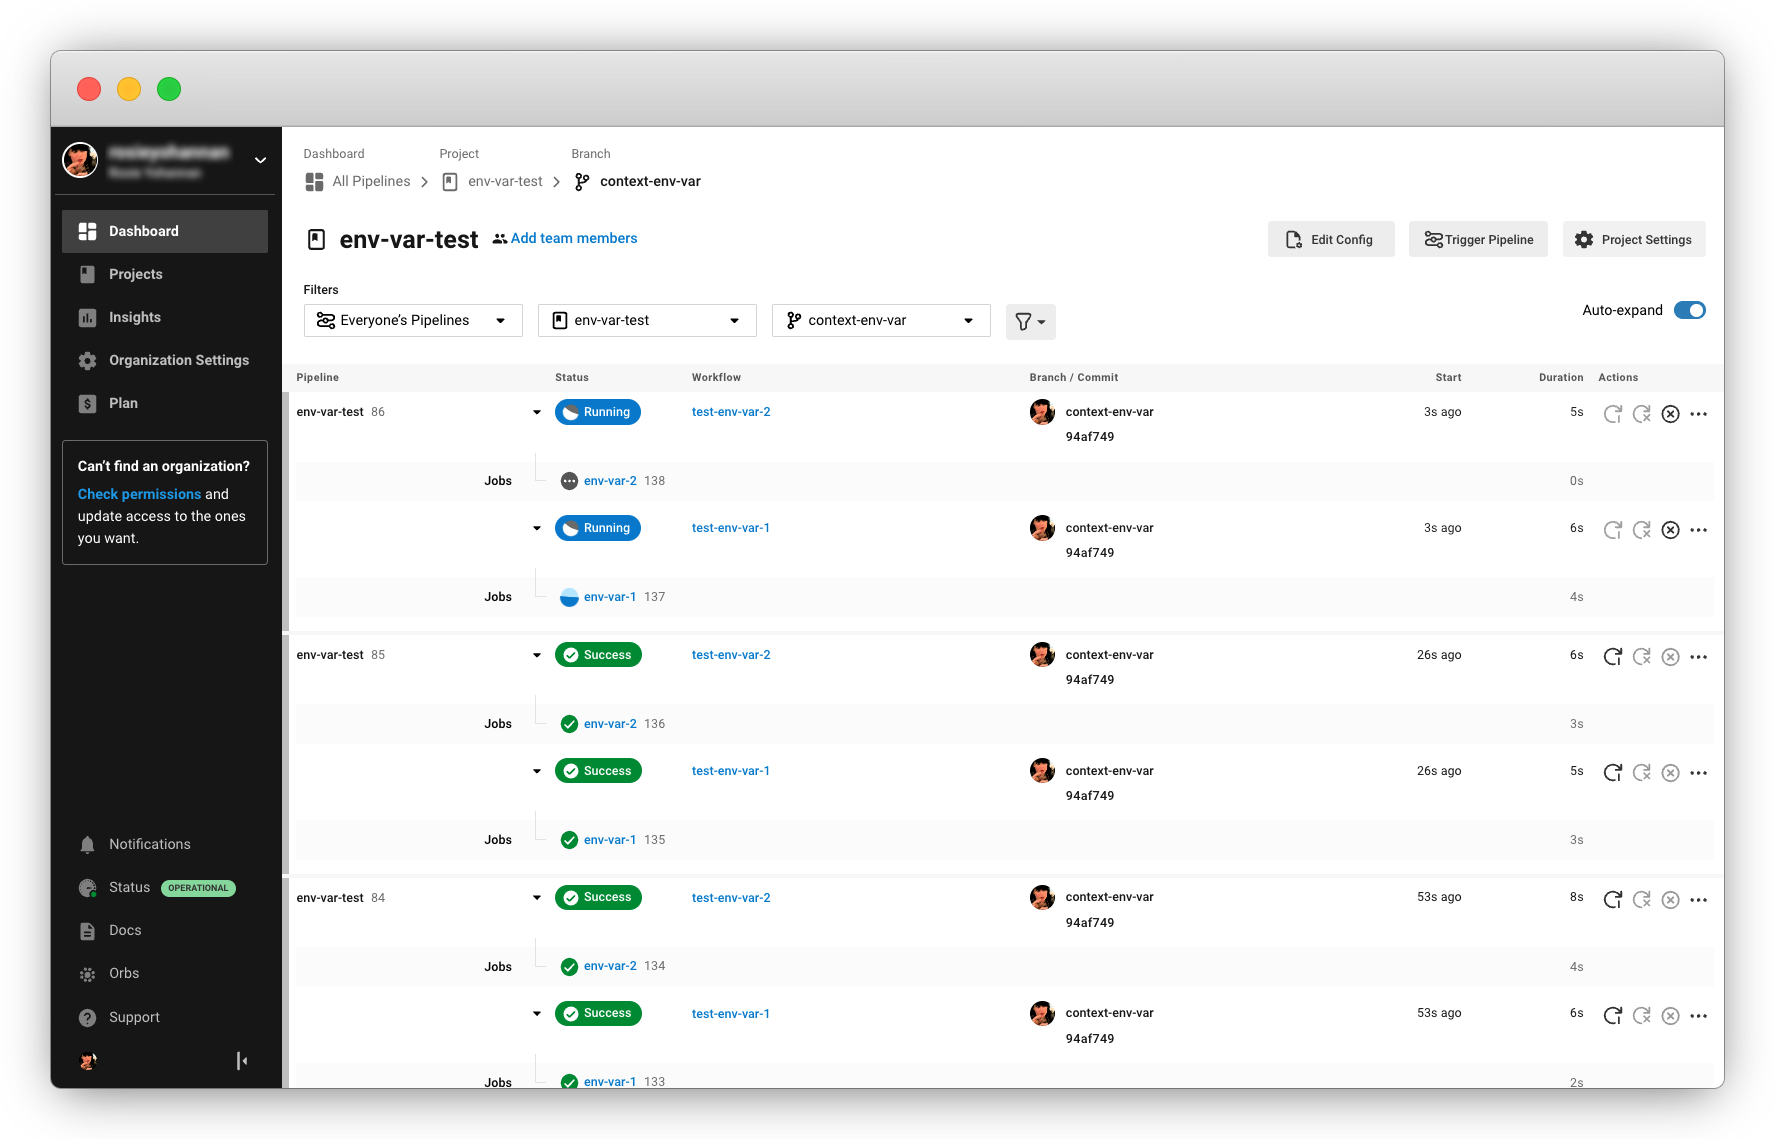 Dashboard
Projects
Insights
Organization Settings
Plan
Can't find an organization?
Check permissions and
update access to the ones
you want.
Notifications
Status OPERATIONAL
Docs
Orbs
Support
Dashboard Project Branch
All Pipelines env-var-test context-env-var
env-var-test Add team members
Edit Config Trigger Pipeline Project Settings
Filters
Everyone's Pipelines env-var-test context-env-var
Auto-expand
Pipeline Status Workflow Branch / Commit Start Duration Actions
env-var-test 86 Running test-env-var-2 context-env-var 3s ago 5s
94af749
Jobs env-var-2 138 0s
Running test-env-var-1 context-env-var 3s ago 6s
94af749
Jobs env-var-1 137 4s
env-var-test 85 Success test-env-var-2 context-env-var 26s ago 6s
94af749
Jobs env-var-2 136 3s
Success test-env-var-1 context-env-var 26s ago 5s
94af749
Jobs env-var-1 135 3s
env-var-test 84 Success test-env-var-2 context-env-var 53s ago 8s
94af749
Jobs env-var-2 134 4s
Success test-env-var-1 context-env-var 53s ago 6s
94af749
Jobs env-var-1 133 2s